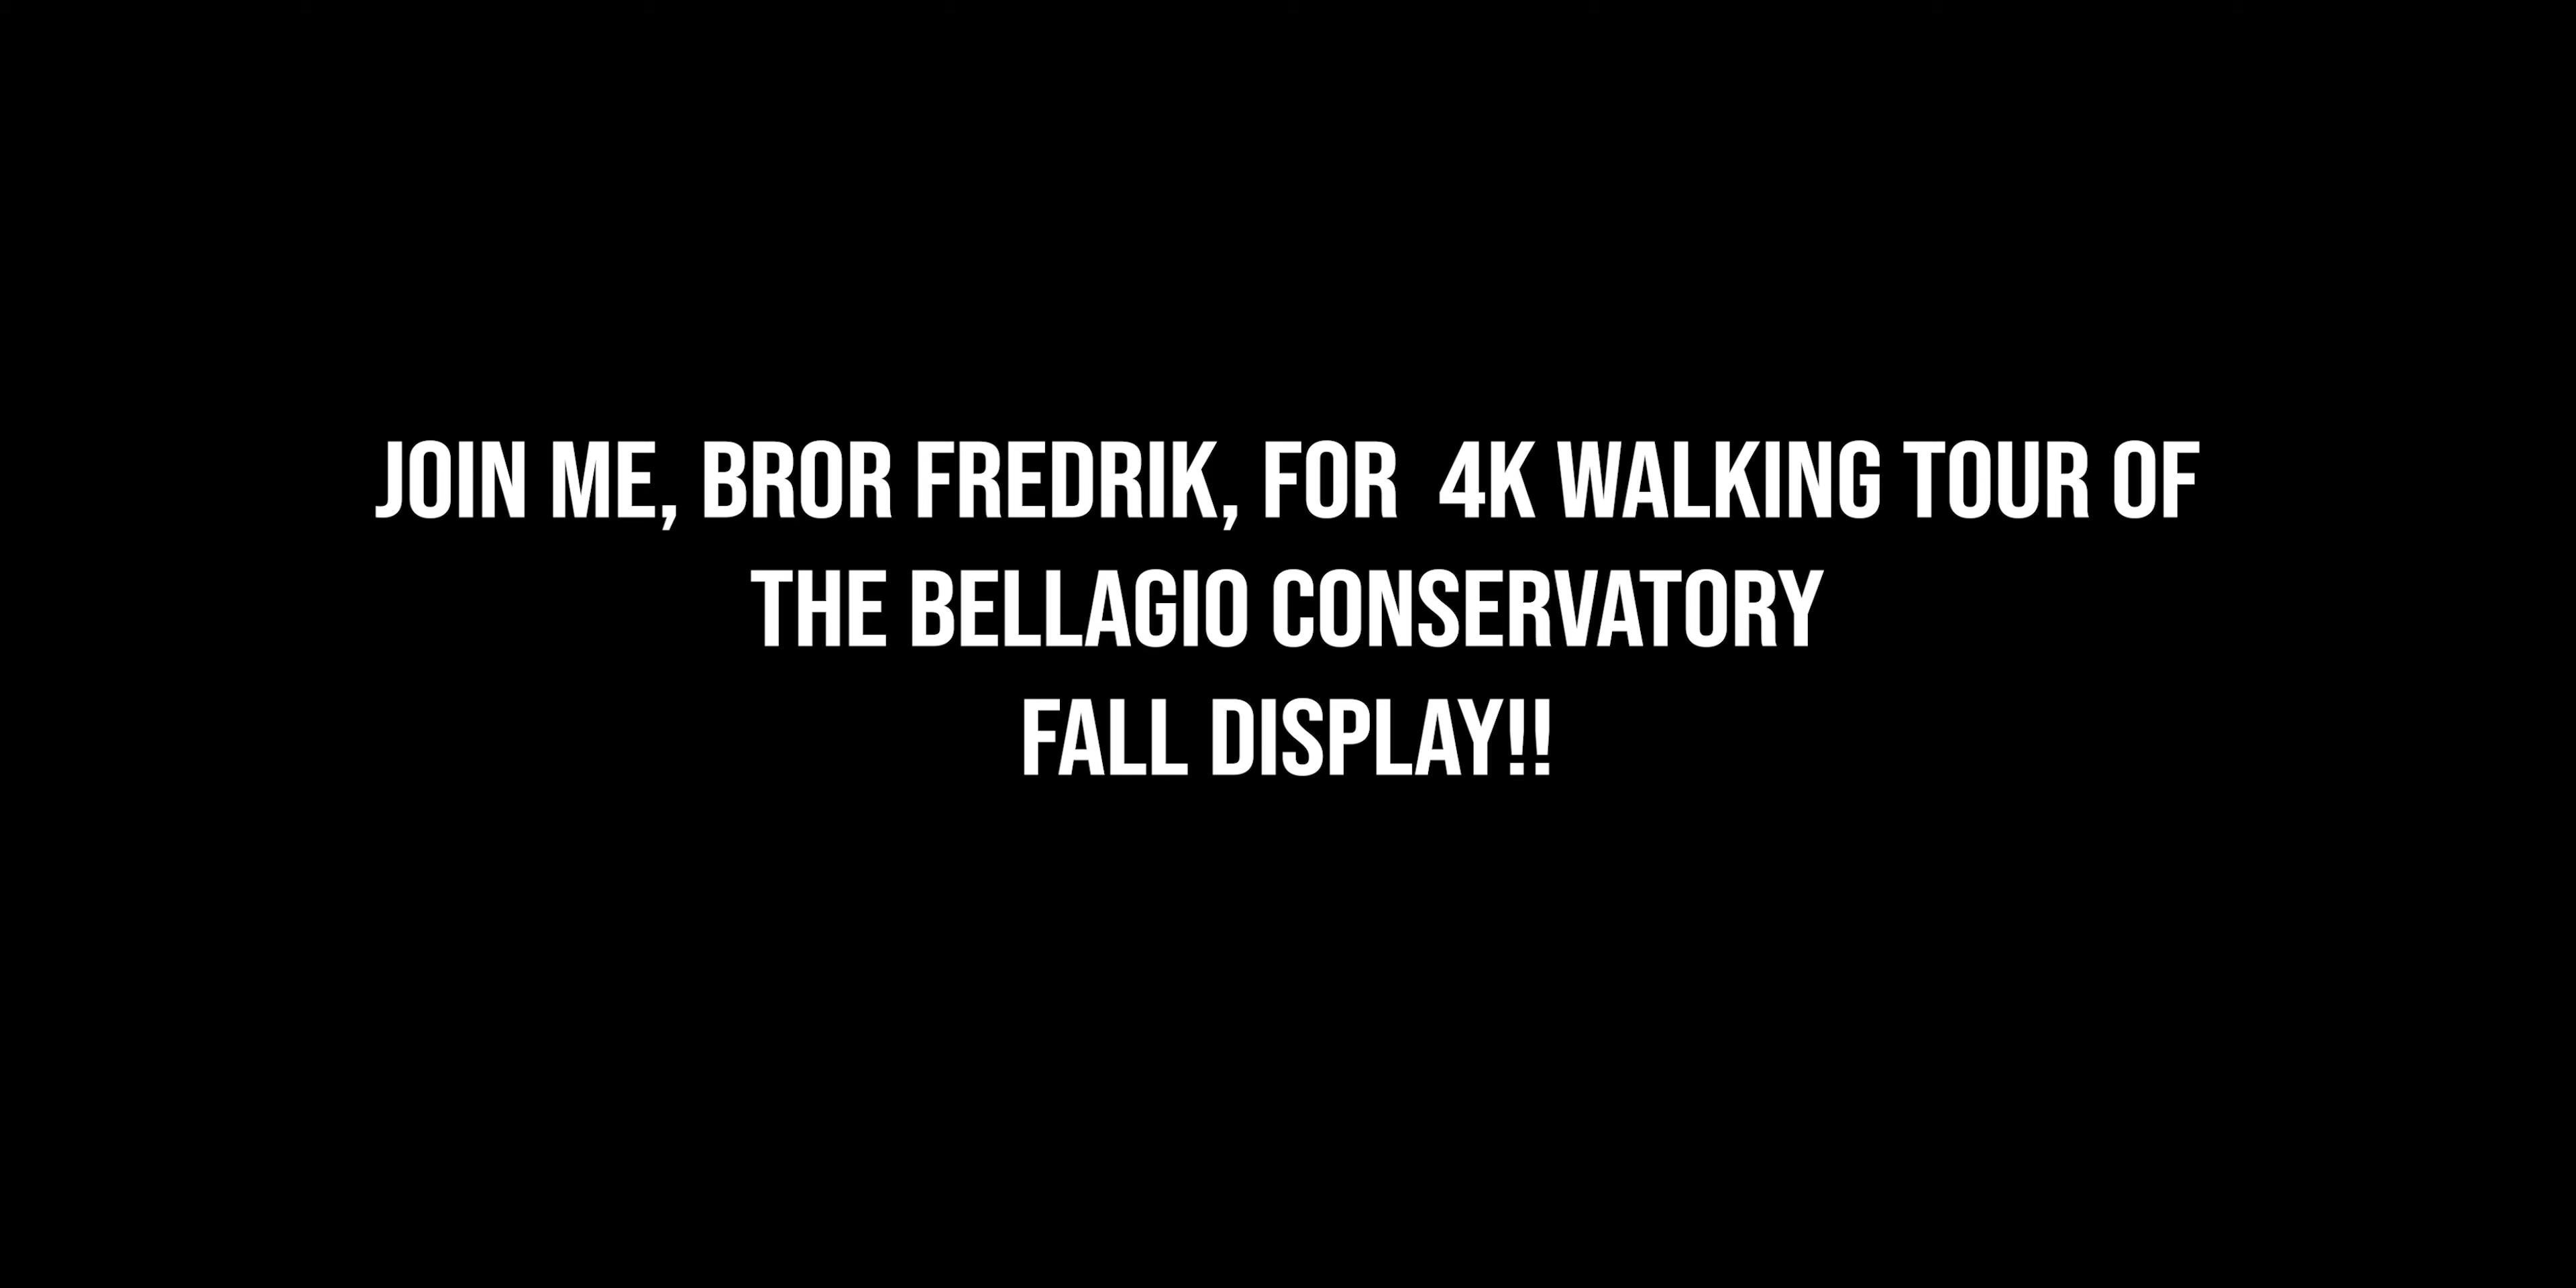 JOIN ME, BROR FREDRIK, FOR  4K WALKING TOUR OF
THE BELLAGIO CONSERVATORY
FALL DISPLAY!!